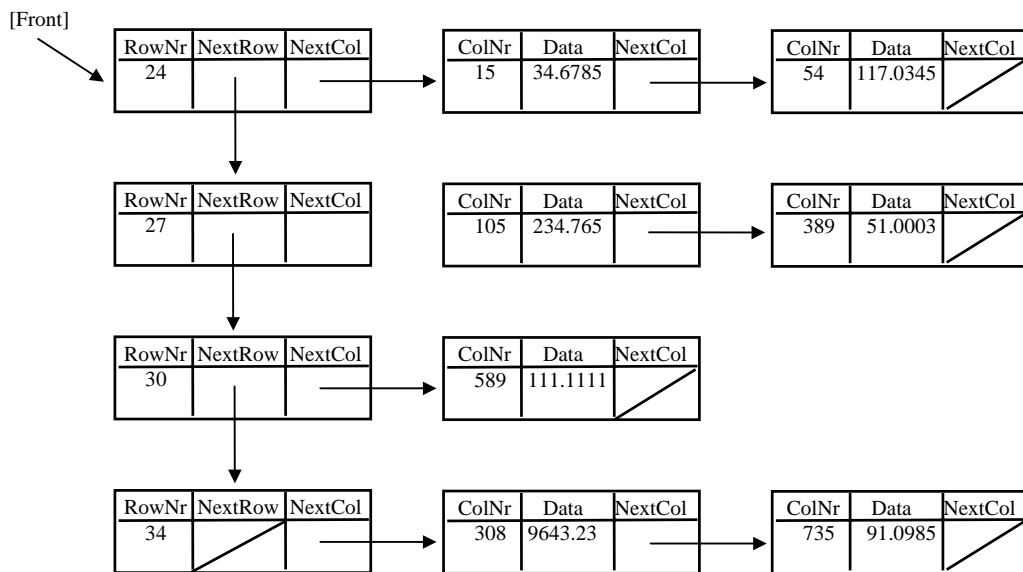 [Front]
RowNr NextRow NextCol ColNr Data NextCol ColNr Data NextCol
24 15 34.6785 54 117.0345
RowNr NextRow NextCol ColNr Data NextCol ColNr Data NextCol
27 105 234.765 389 51.0003
RowNr NextRow NextCol ColNr Data NextCol
30 589 111.1111
RowNr NextRow NextCol ColNr Data NextCol ColNr Data NextCol
34 308 9643.23 735 91.0985